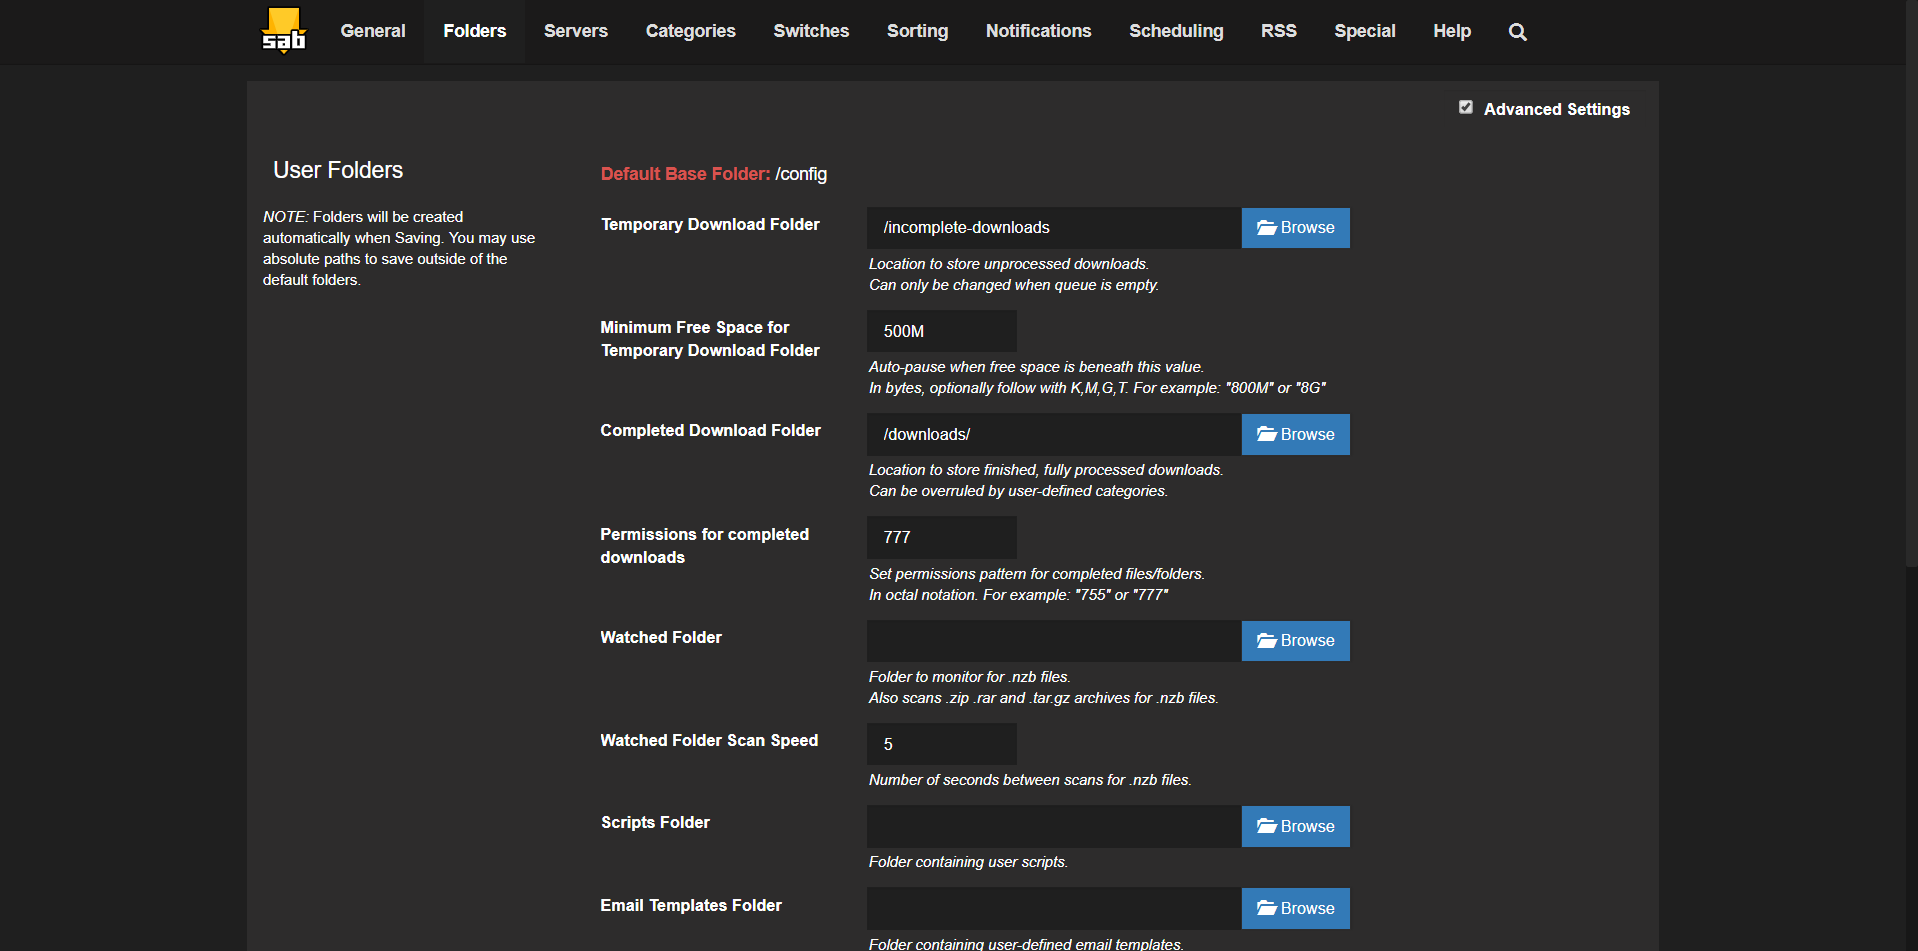 sab
General
Folders
Servers
Categories
Switches
Sorting
Notifications
Scheduling
RSS
Special
Help
Advanced Settings
User Folders
NOTE: Folders will be created
automatically when Saving. You may use
absolute paths to save outside of the
default folders.
Default Base Folder: /config
Temporary Download Folder
/incomplete-downloads
Browse
Location to store unprocessed downloads.
Can only be changed when queue is empty.
Minimum Free Space for
Temporary Download Folder
500M
Auto-pause when free space is beneath this value.
In bytes, optionally follow with K,M,G,T. For example: "800M" or "8G"
Completed Download Folder
/downloads/
Browse
Location to store finished, fully processed downloads.
Can be overruled by user-defined categories.
Permissions for completed
downloads
777
Set permissions pattern for completed files/folders.
In octal notation. For example: "755" or "777"
Watched Folder
Browse
Folder to monitor for .nzb files.
Also scans .zip .rar and .tar.gz archives for .nzb files.
Watched Folder Scan Speed
5
Number of seconds between scans for .nzb files.
Scripts Folder
Browse
Folder containing user scripts.
Email Templates Folder
Browse
Folder containing user-defined email templates.